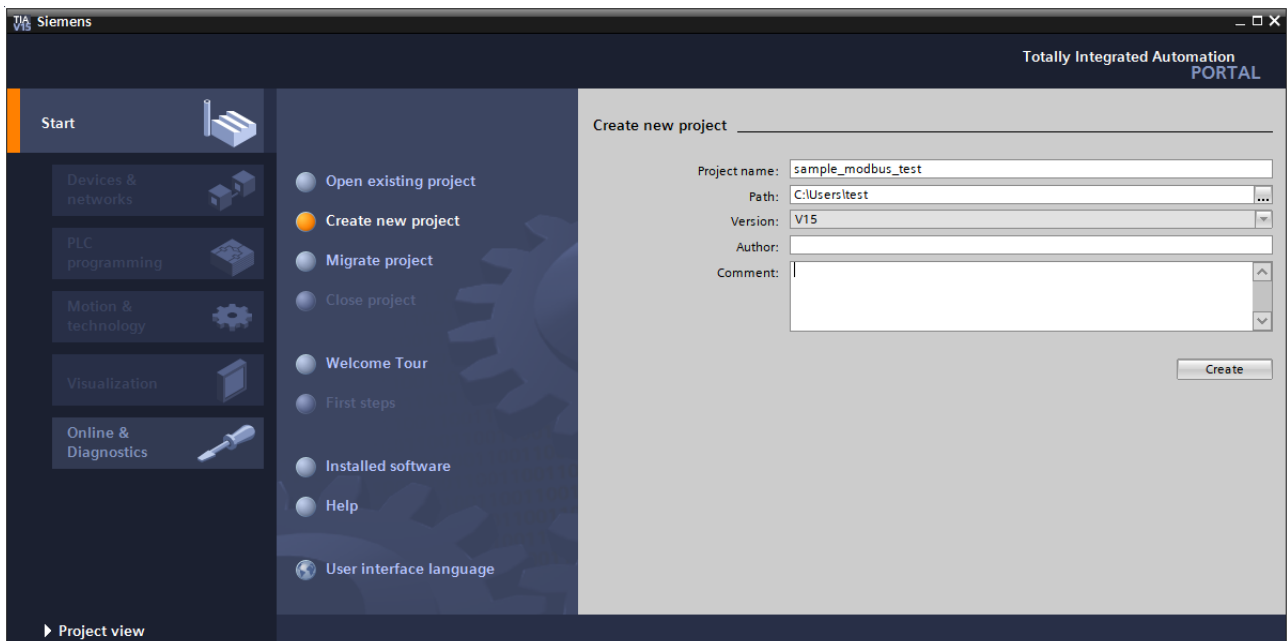 TIA V15 Siemens
Totally Integrated Automation
PORTAL
Start
Devices &
networks
PLC
programming
Motion &
technology
Visualization
Online &
Diagnostics
Project view
Open existing project
Create new project
Migrate project
Close project
Welcome Tour
First steps
Installed software
Help
User interface language
Create new project
Project name: sample_modbus_test
Path: C:\Users\test ...
Version: V15
Author:
Comment:
Create